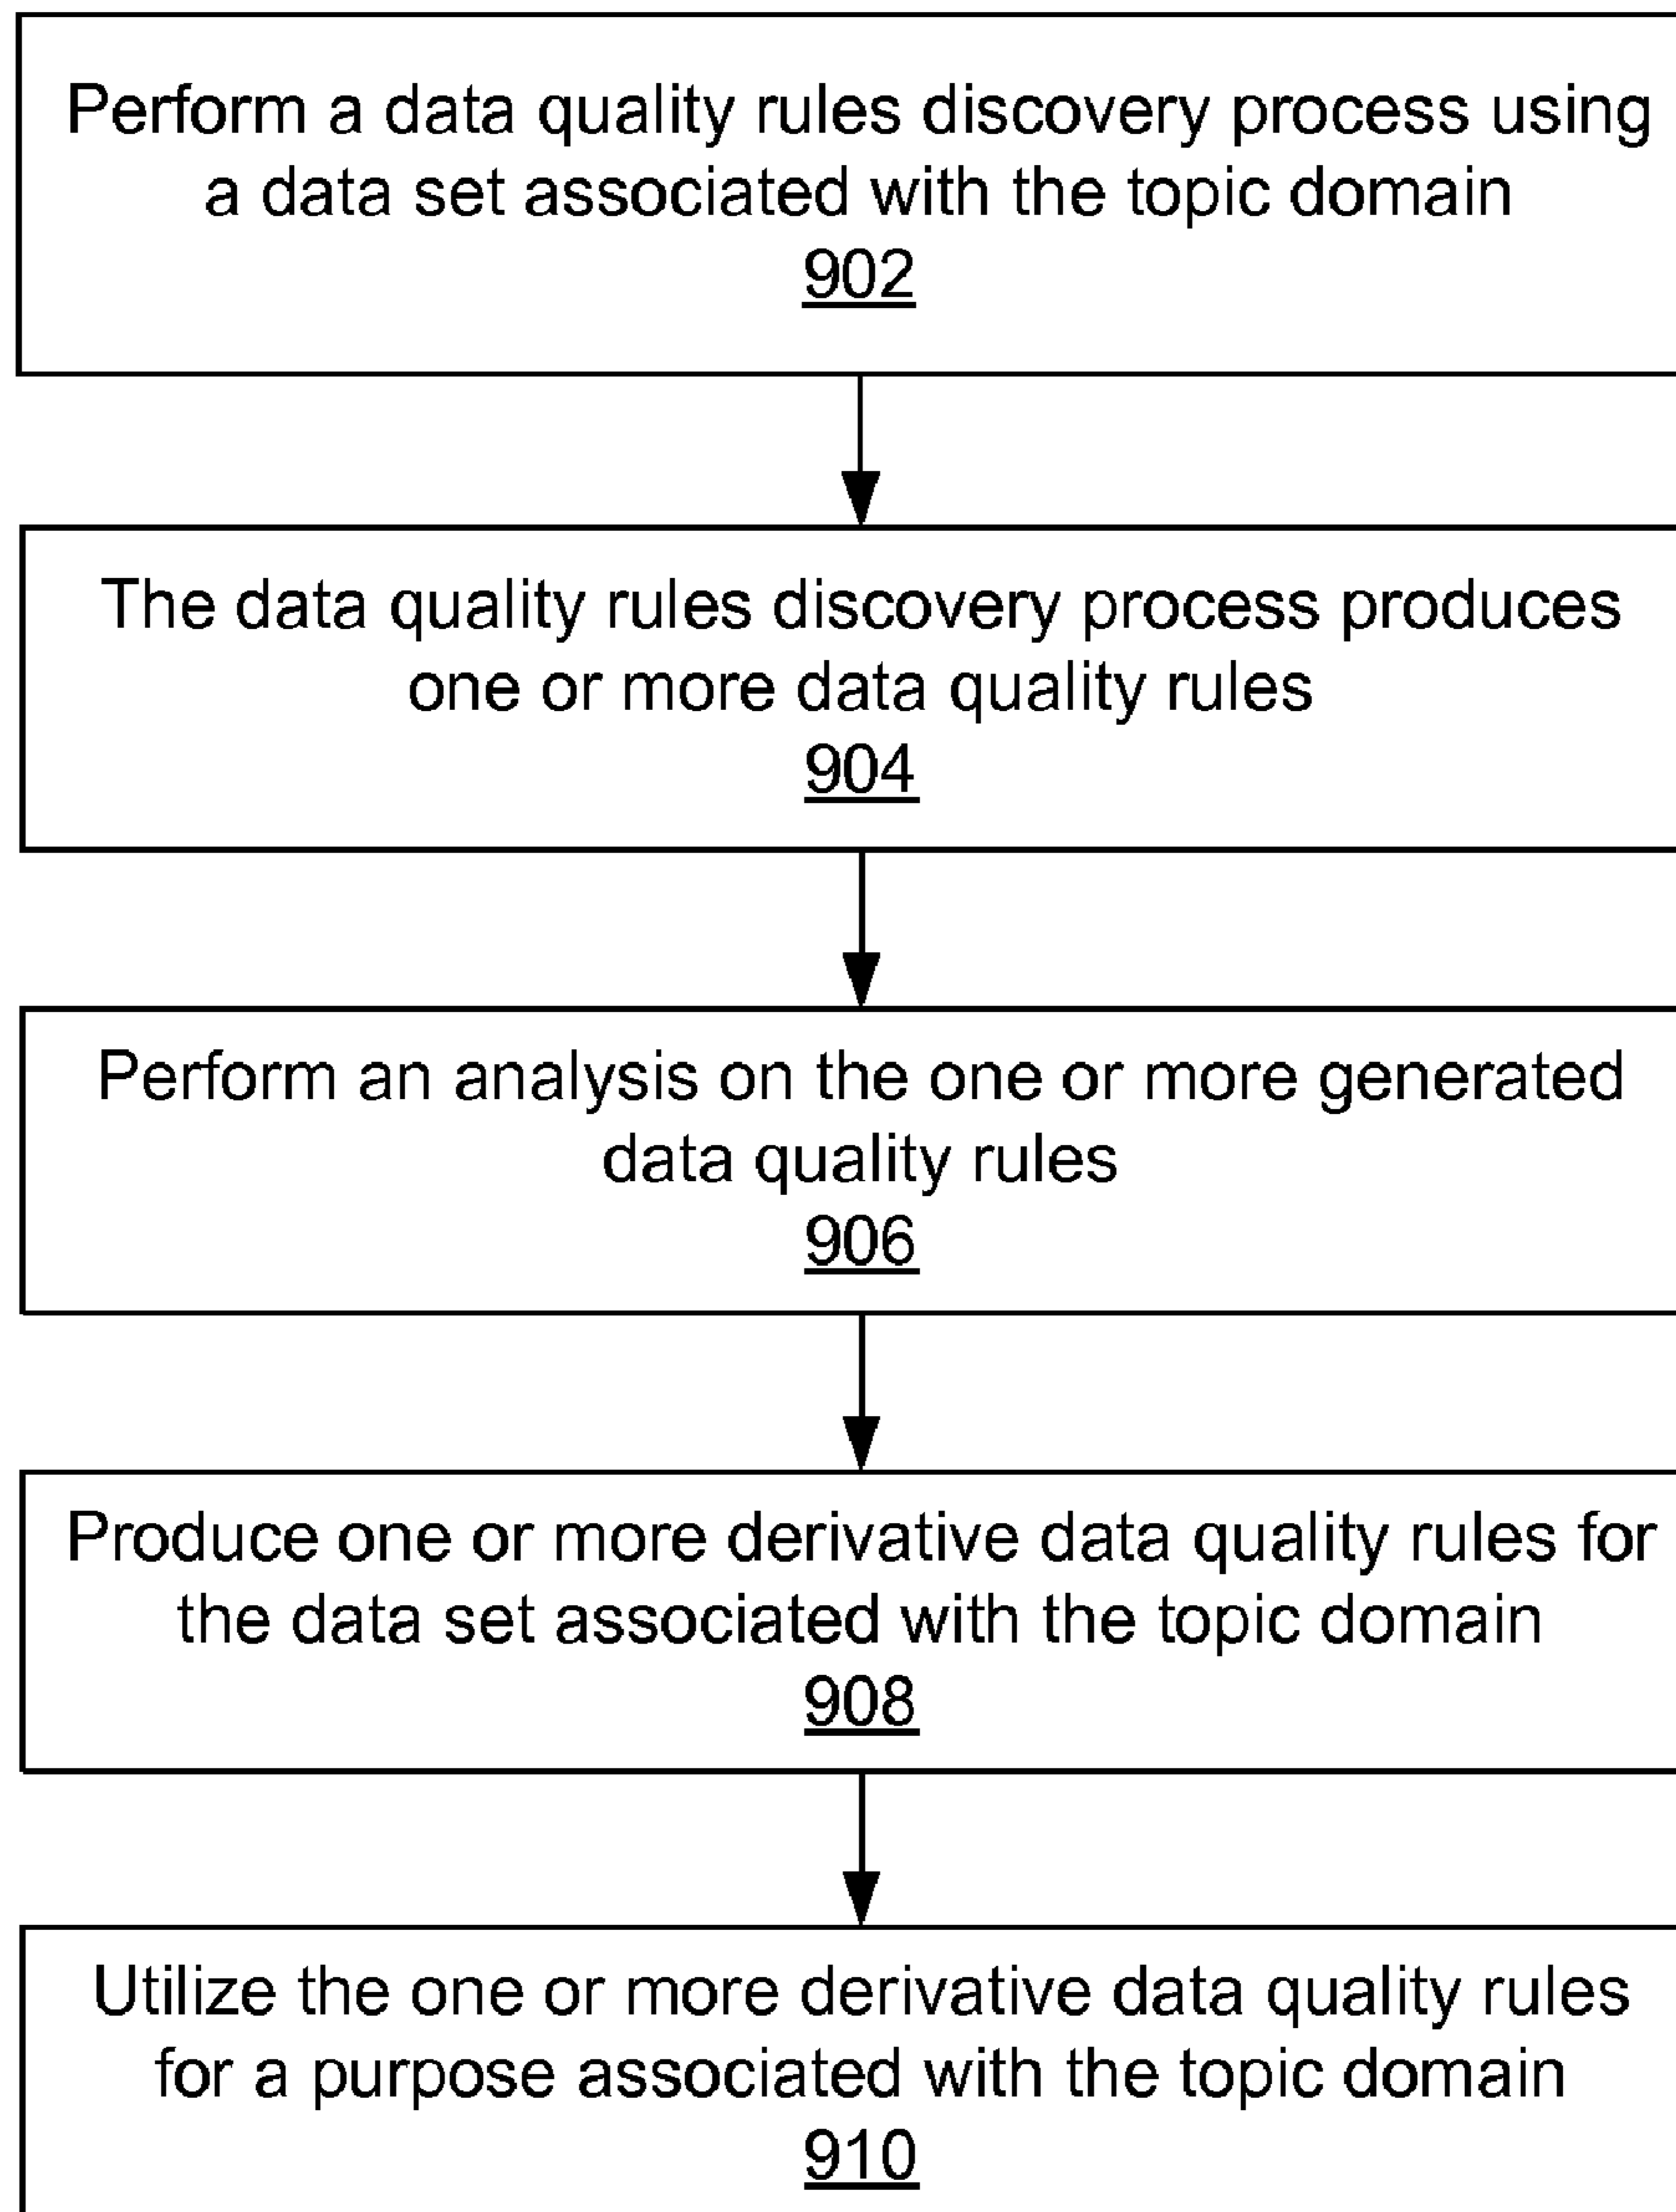 Perform a data quality rules discovery process using
a data set associated with the topic domain
902
The data quality rules discovery process produces
one or more data quality rules
904
Perform an analysis on the one or more generated
data quality rules
906
Produce one or more derivative data quality rules for
the data set associated with the topic domain
908
Utilize the one or more derivative data quality rules
for a purpose associated with the topic domain
910